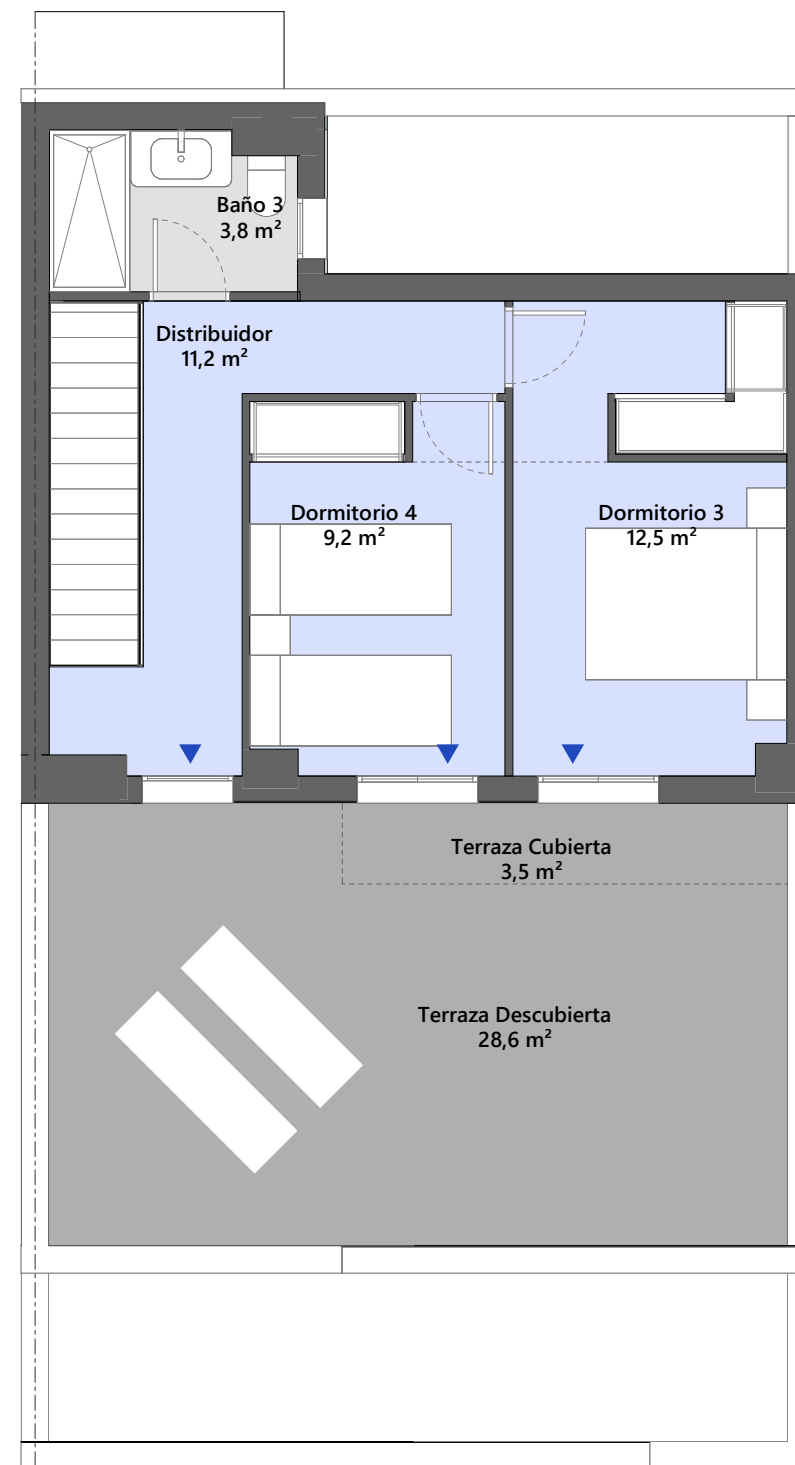 Baño 3
3,8 m²
Distribuidor
11,2 m²
Dormitorio 4
9,2 m²
Dormitorio 3
12,5 m²
Terraza Cubierta
3,5 m²
Terraza Descubierta
28,6 m²